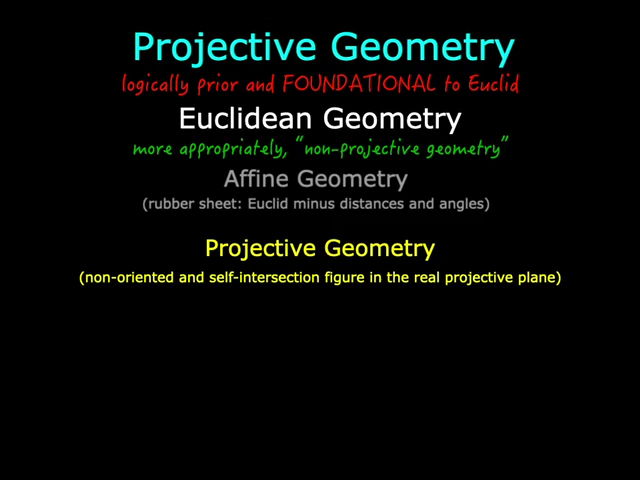 Projective Geometry
logically prior and FOUNDATIONAL to Euclid
Euclidean Geometry
more appropriately, "non-projective geometry"
Affine Geometry
(rubber sheet: Euclid minus distances and angles)
Projective Geometry
(non-oriented and self-intersection figure in the real projective plane)